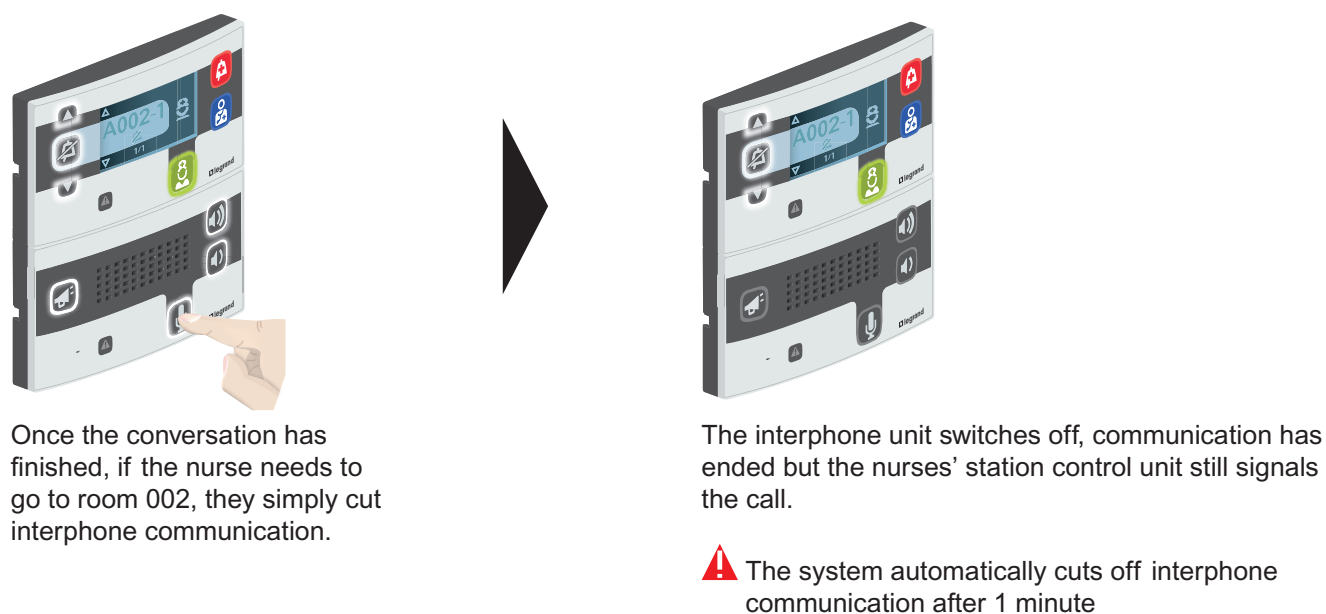 A002-1
1/1
legrand
legrand
Once the conversation has
finished, if the nurse needs to
go to room 002, they simply cut
interphone communication.
A002-1
1/1
legrand
legrand
The interphone unit switches off, communication has
ended but the nurses’ station control unit still signals
the call.
The system automatically cuts off interphone
communication after 1 minute